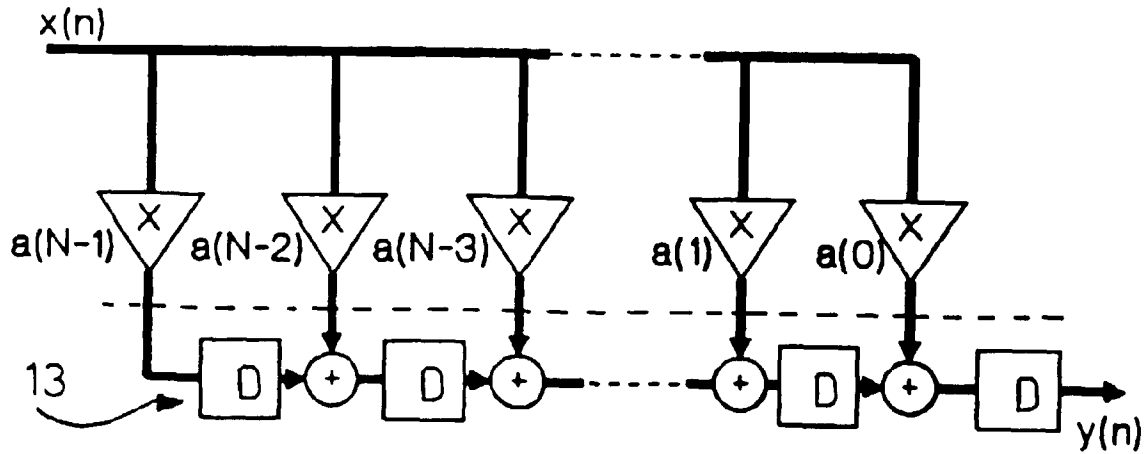 x(n)
X X X X X
a(N-1) a(N-2) a(N-3) a(1) a(0)
13 D + D + + D + D
y(n)